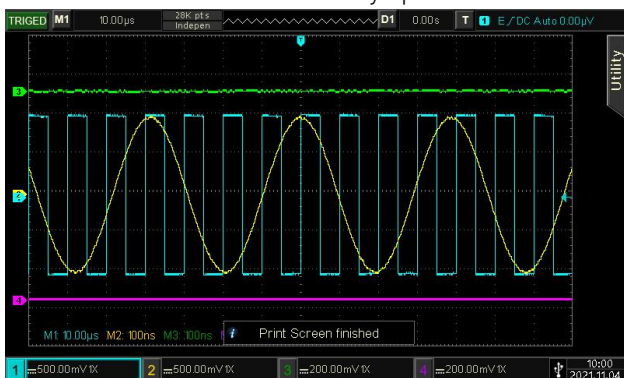 TRIGED M1 10.00μs 28K pts Indepen D1 0.00s T 1 E DC Auto 0.00μV
T
Utility
3
2
4
M1: 10.00μs M2: 100ns M3: 100ns
i Print Screen finished
1 500.00mV 1X 2 500.00mV 1X 3 200.00mV 1X 4 200.00mV 1X 10:00
2021.11.04